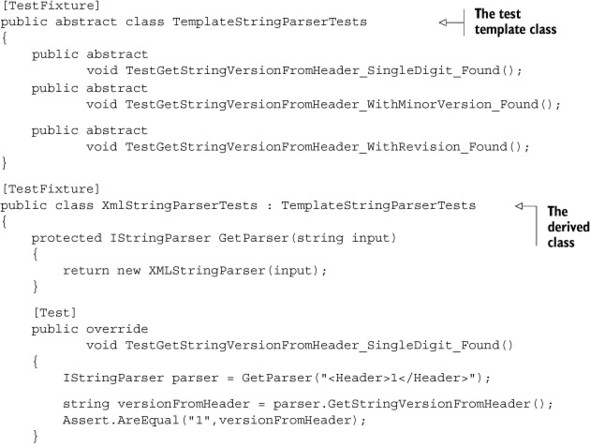 [TestFixture]
public abstract class TemplateStringParserTests
The test
template class
{
public abstract
void TestGetStringVersionFromHeader_SingleDigit_Found();
public abstract
void TestGetStringVersionFromHeader_WithMinorVersion_Found();
public abstract
void TestGetStringVersionFromHeader_WithRevision_Found();
}
[TestFixture]
public class XmlStringParserTests : TemplateStringParserTests
The
derived
class
{
protected IStringParser GetParser(string input)
{
return new XMLStringParser(input);
}
[Test]
public override
void TestGetStringVersionFromHeader_SingleDigit_Found()
{
IStringParser parser = GetParser("<Header>1</Header>");
string versionFromHeader = parser.GetStringVersionFromHeader();
Assert.AreEqual("1",versionFromHeader);
}